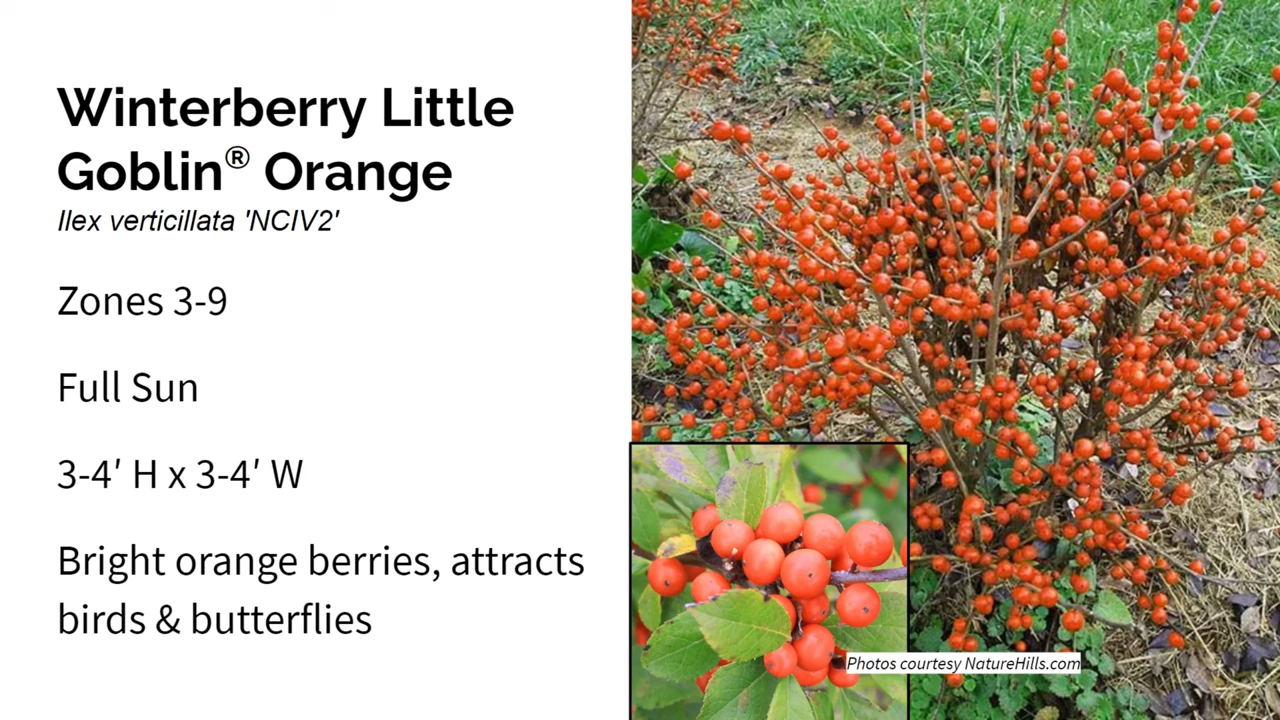 Winterberry Little
Goblin® Orange
Ilex verticillata 'NCIV2'
Zones 3-9
Full Sun
3-4′ H x 3-4′ W
Bright orange berries, attracts
birds & butterflies
Photos courtesy NatureHills.com